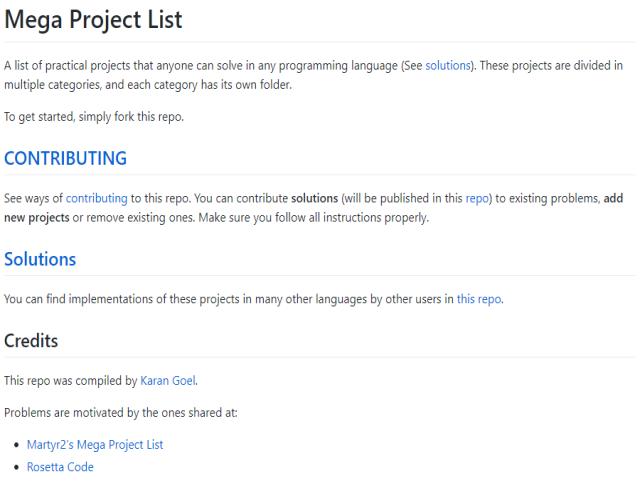 Mega Project List
A list of practical projects that anyone can solve in any programming language (See solutions). These projects are divided in
multiple categories, and each category has its own folder.
To get started, simply fork this repo.
CONTRIBUTING
See ways of contributing to this repo. You can contribute solutions (will be published in this repo) to existing problems, add
new projects or remove existing ones. Make sure you follow all instructions properly.
Solutions
You can find implementations of these projects in many other languages by other users in this repo.
Credits
This repo was compiled by Karan Goel.
Problems are motivated by the ones shared at:
• Martyr2's Mega Project List
• Rosetta Code